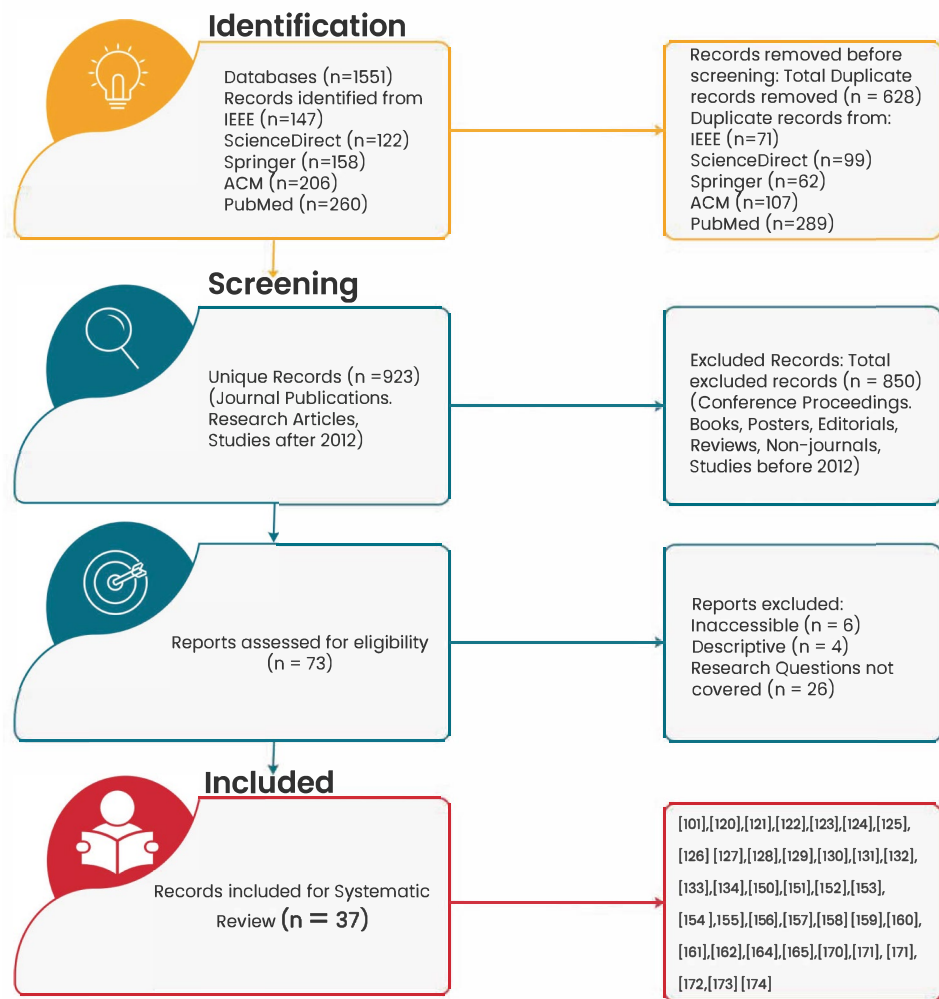 Identification
Databases (n=1551)
Records identified from
IEEE (n=147)
ScienceDirect (n=122)
Springer (n=158)
ACM (n=206)
PubMed (n=260)
Records removed before
screening: Total Duplicate
records removed (n = 628)
Duplicate records from:
IEEE (n=71)
ScienceDirect (n=99)
Springer (n=62)
ACM (n=107)
PubMed (n=289)
Screening
Unique Records (n =923)
(Journal Publications.
Research Articles,
Studies after 2012)
Excluded Records: Total
excluded records (n = 850)
(Conference Proceedings.
Books, Posters, Editorials,
Reviews, Non-journals,
Studies before 2012)
Reports assessed for eligibility
(n = 73)
Reports excluded:
Inaccessible (n = 6)
Descriptive (n = 4)
Research Questions not
covered (n = 26)
Included
Records included for Systematic
Review (n = 37)
[101],[120],[121],[122],[123],[124],[125],
[126] [127],[128],[129],[130],[131],[132],
[133],[134],[150],[151],[152],[153],
[154 ],155],[156],[157],[158] [159],[160],
[161],[162],[164],[165],[170],[171], [171],
[172,[173] [174]